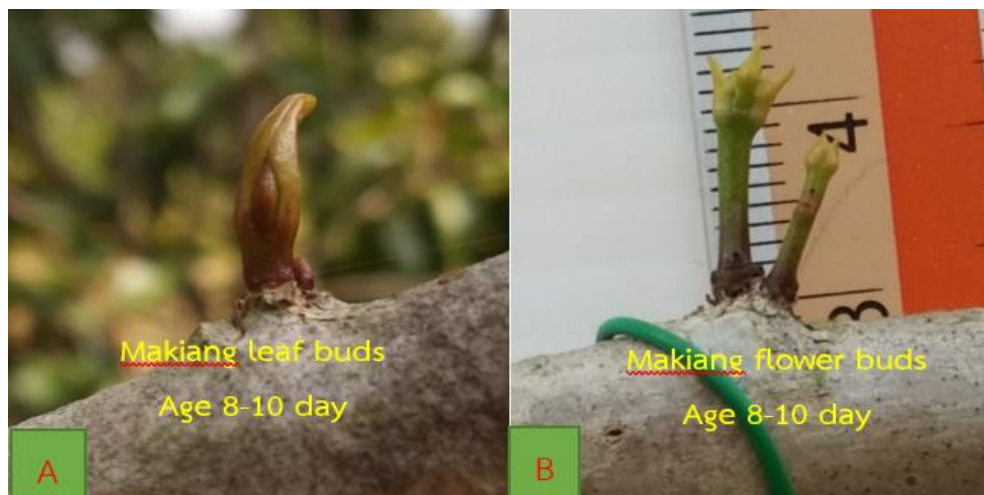 Makiang leaf buds
Age 8-10 day
A
4
3
Makiang flower buds
Age 8-10 day
B